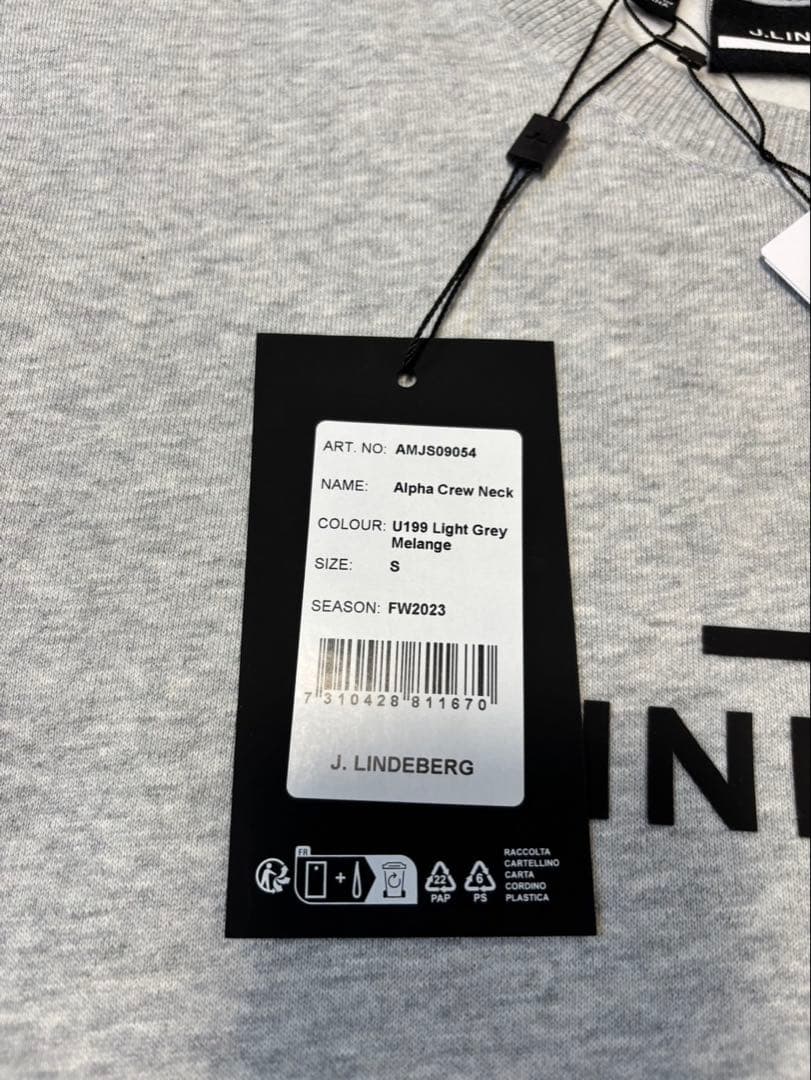 J.LIN
ART. NO: AMJS09054
NAME: Alpha Crew Neck
COLOUR: U199 Light Grey
Melange
SIZE: S
SEASON: FW2023
7 310428 811670
J. LINDEBERG
IN
FR
22
PAP
6
PS
RACCOLTA
CARTELLINO
CARTA
CORDINO
PLASTICA